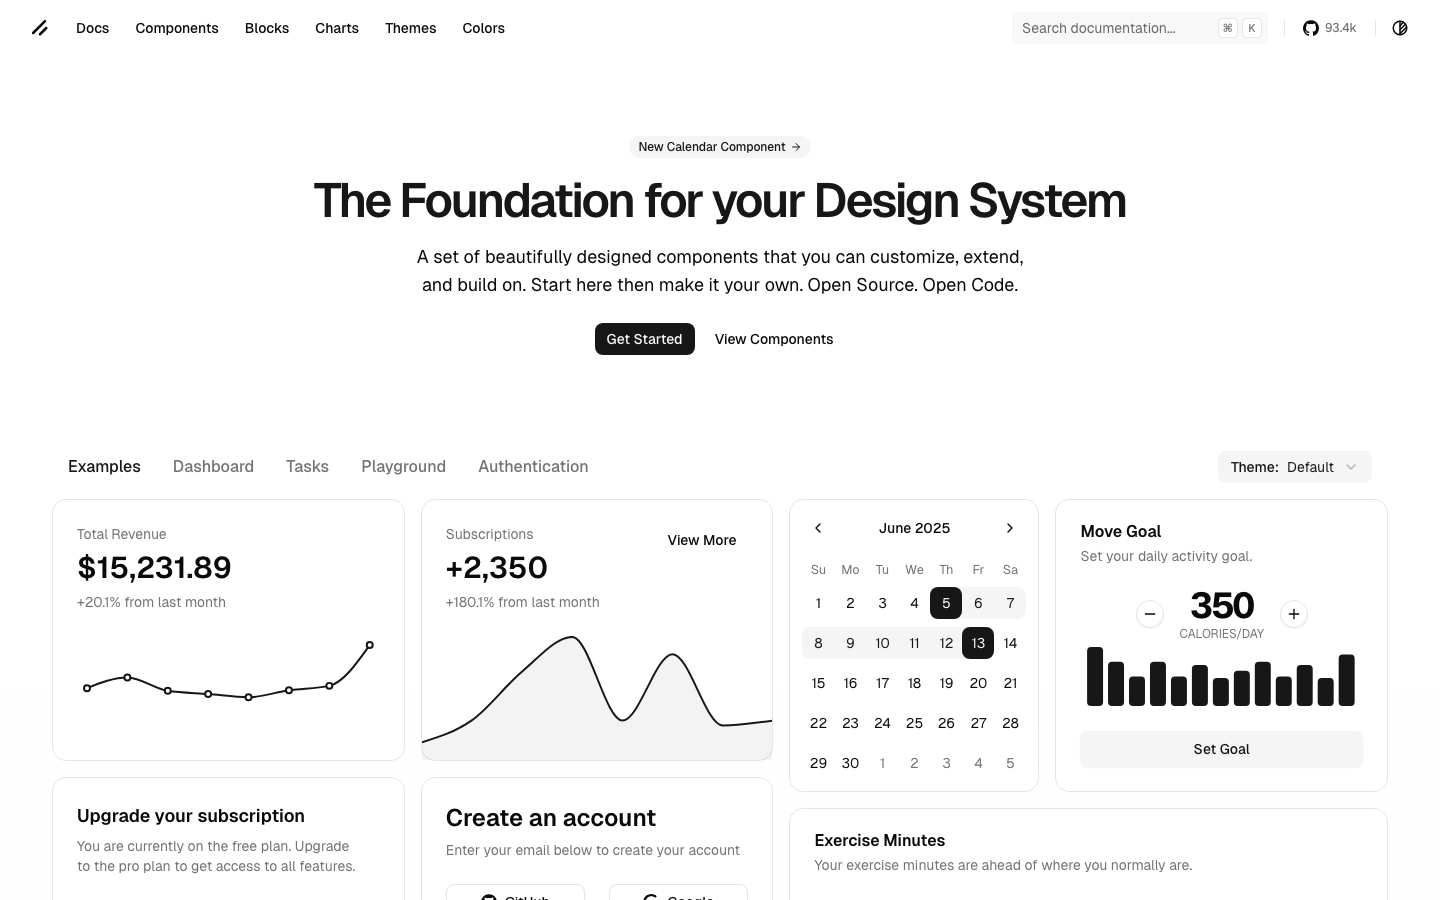 Docs Components Blocks Charts Themes Colors Search documentation... ⌘ K 93.4k
New Calendar Component →
The Foundation for your Design System
A set of beautifully designed components that you can customize, extend,
and build on. Start here then make it your own. Open Source. Open Code.
Get Started View Components
Examples Dashboard Tasks Playground Authentication Theme: Default
Total Revenue
$15,231.89
+20.1% from last month
Subscriptions
View More
+2,350
+180.1% from last month
June 2025
Su Mo Tu We Th Fr Sa
1 2 3 4 5 6 7
8 9 10 11 12 13 14
15 16 17 18 19 20 21
22 23 24 25 26 27 28
29 30 1 2 3 4 5
Move Goal
Set your daily activity goal.
350
CALORIES/DAY
Set Goal
Upgrade your subscription
You are currently on the free plan. Upgrade
to the pro plan to get access to all features.
Create an account
Enter your email below to create your account
GitHub Google
Exercise Minutes
Your exercise minutes are ahead of where you normally are.